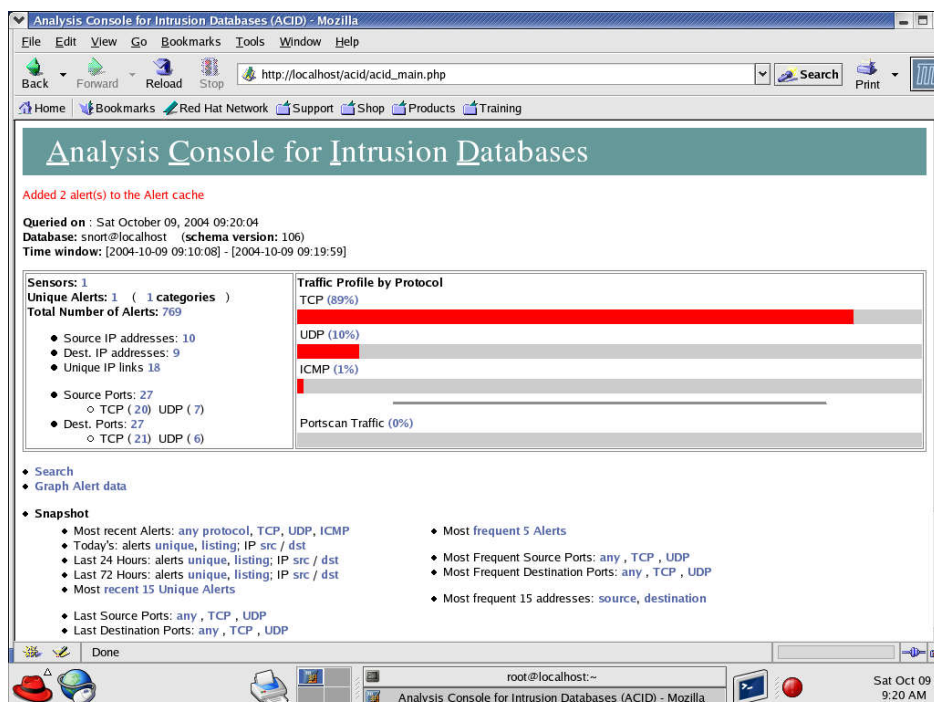 Analysis Console for Intrusion Databases (ACID) - Mozilla
File Edit View Go Bookmarks Tools Window Help
Back Forward Reload Stop http://localhost/acid/acid_main.php Search Print
Home Bookmarks Red Hat Network Support Shop Products Training
Analysis Console for Intrusion Databases
Added 2 alert(s) to the Alert cache
Queried on : Sat October 09, 2004 09:20:04
Database: snort@localhost (schema version: 106)
Time window: [2004-10-09 09:10:08] - [2004-10-09 09:19:59]
Sensors: 1
Unique Alerts: 1 ( 1 categories )
Total Number of Alerts: 769
Source IP addresses: 10
Dest. IP addresses: 9
Unique IP links 18
Source Ports: 27
TCP ( 20) UDP ( 7)
Dest. Ports: 27
TCP ( 21) UDP ( 6)
Traffic Profile by Protocol
TCP (89%)
UDP (10%)
ICMP (1%)
Portscan Traffic (0%)
Search
Graph Alert data
Snapshot
Most recent Alerts: any protocol, TCP, UDP, ICMP
Today's: alerts unique, listing; IP src / dst
Last 24 Hours: alerts unique, listing; IP src / dst
Last 72 Hours: alerts unique, listing; IP src / dst
Most recent 15 Unique Alerts
Last Source Ports: any , TCP , UDP
Last Destination Ports: any , TCP , UDP
Most frequent 5 Alerts
Most Frequent Source Ports: any , TCP , UDP
Most Frequent Destination Ports: any , TCP , UDP
Most frequent 15 addresses: source, destination
Done
root@localhost:~
Analysis Console for Intrusion Databases (ACID) - Mozilla
Sat Oct 09
9:20 AM